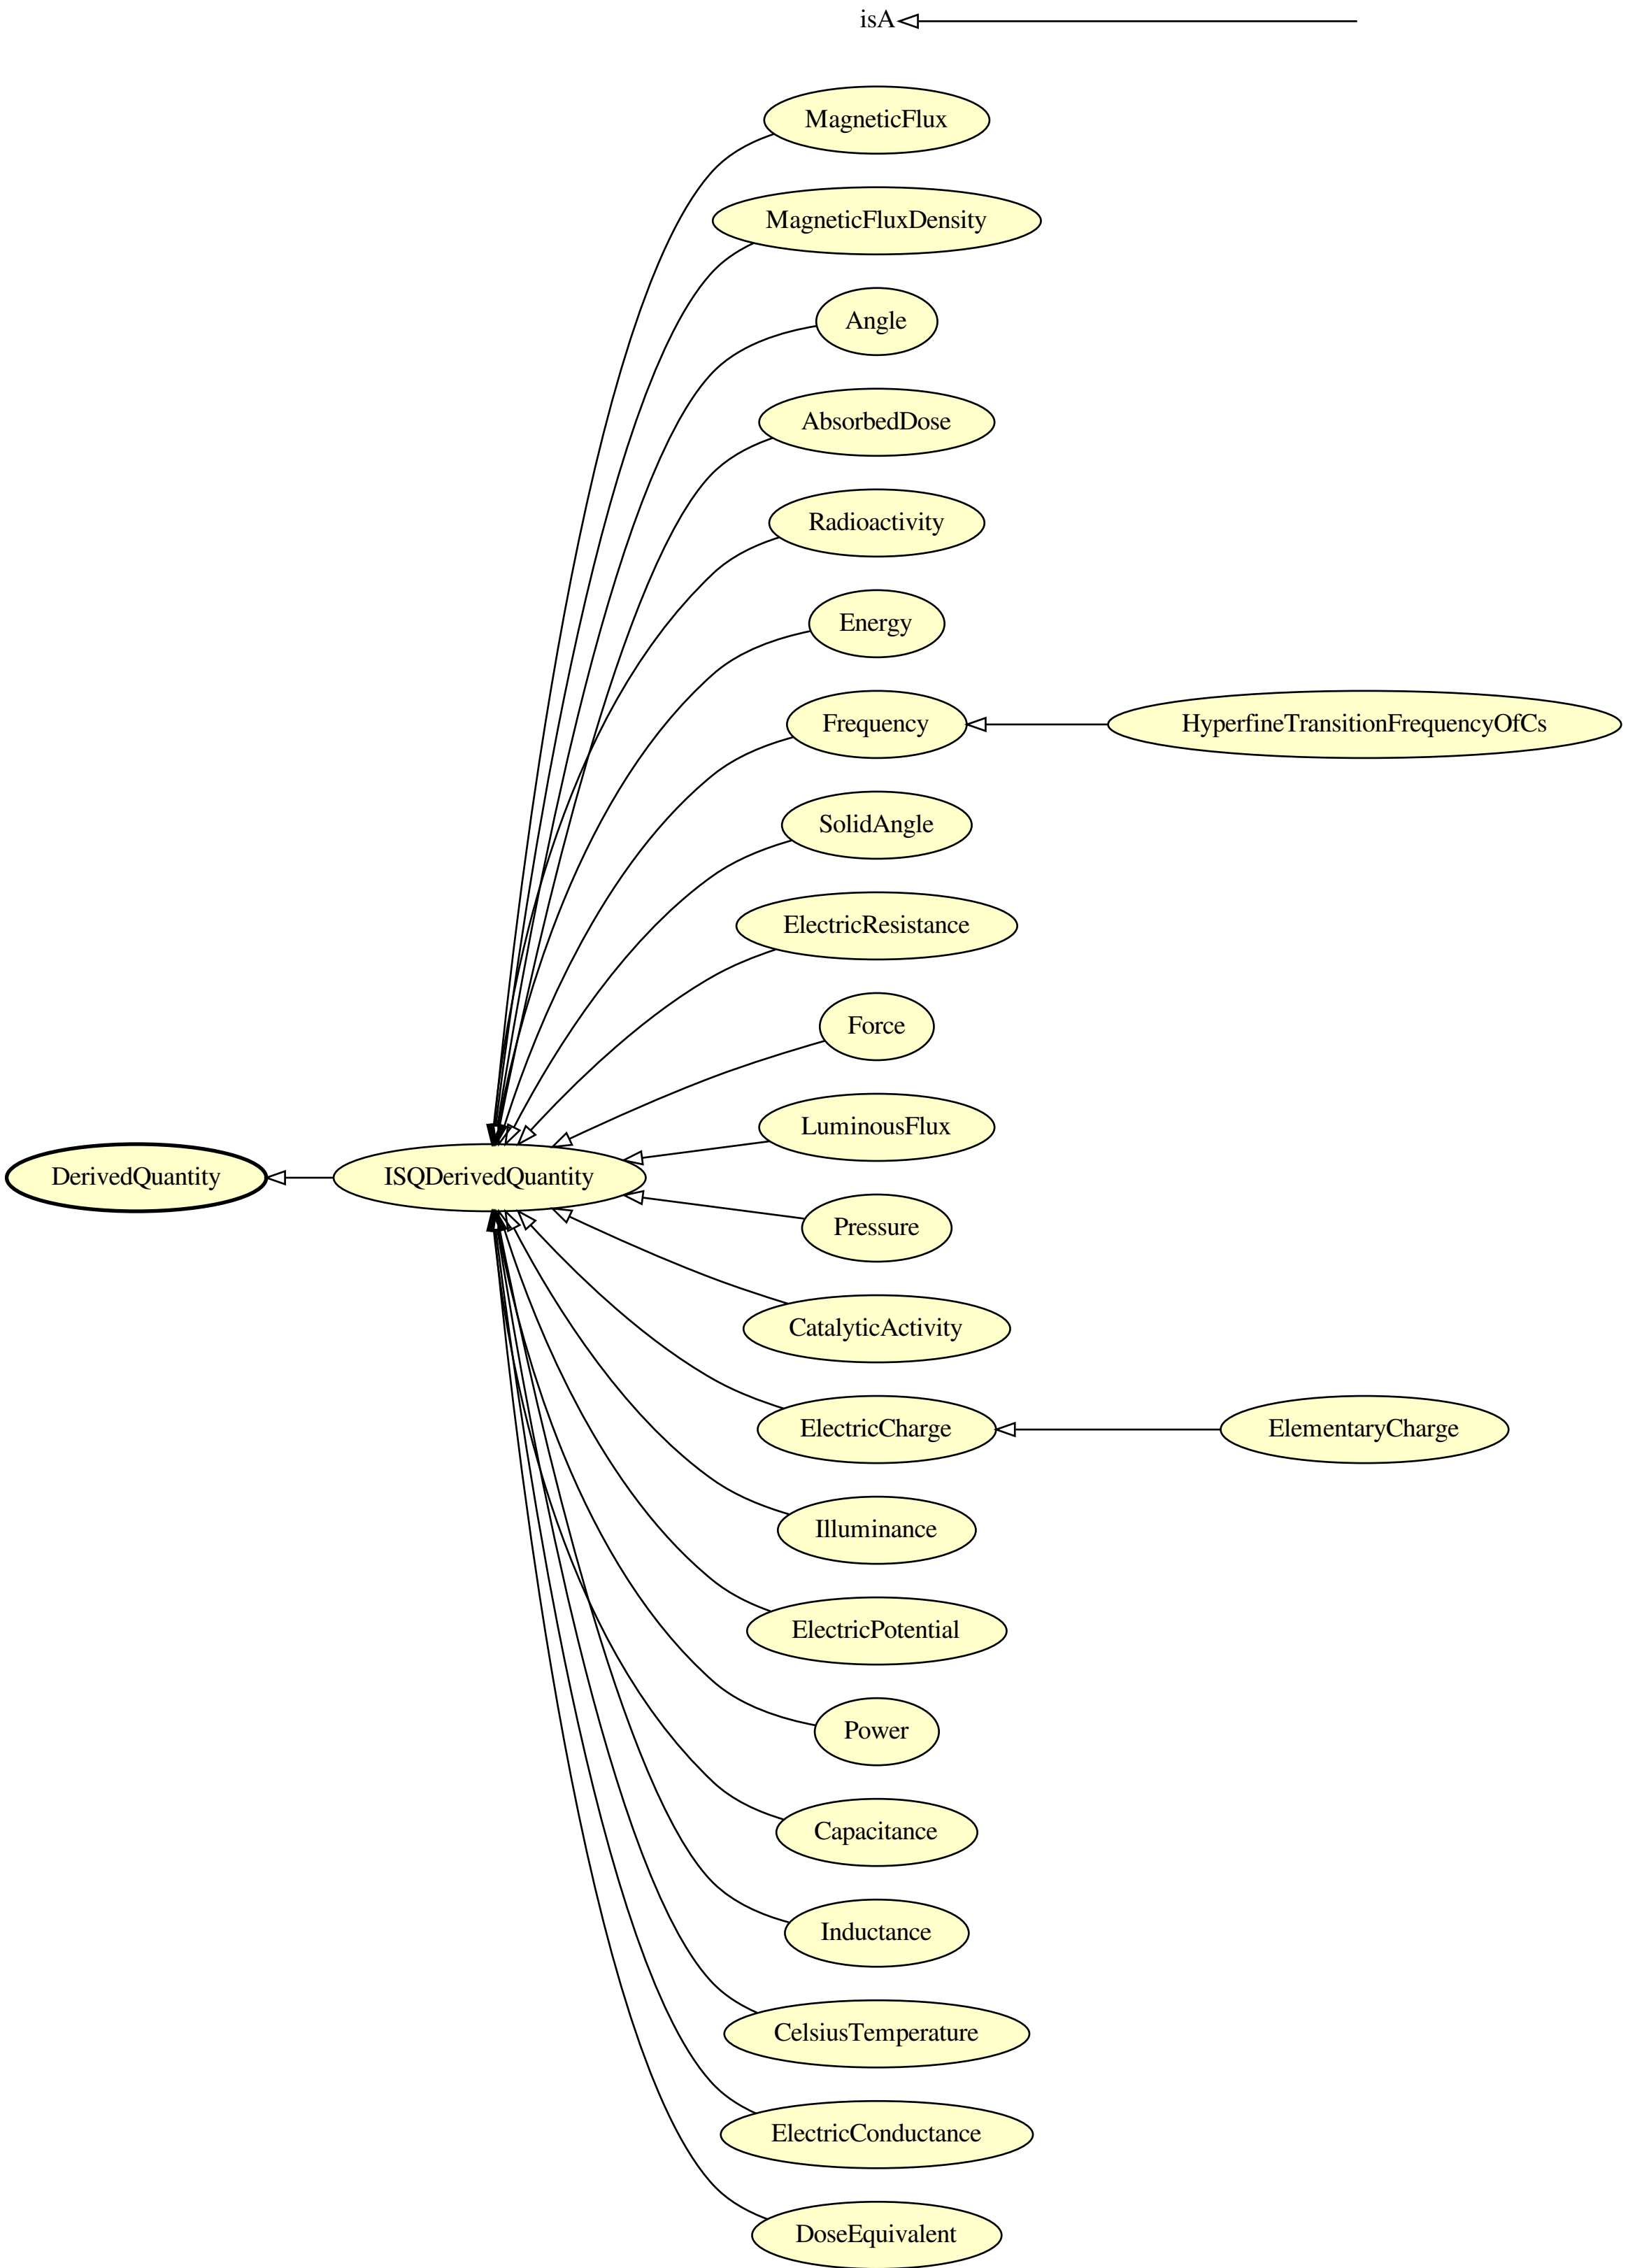 isA
MagneticFlux
MagneticFluxDensity
Angle
AbsorbedDose
Radioactivity
Energy
Frequency
HyperfineTransitionFrequencyOfCs
SolidAngle
ElectricResistance
Force
LuminousFlux
DerivedQuantity
ISQDerivedQuantity
Pressure
CatalyticActivity
ElectricCharge
ElementaryCharge
Illuminance
ElectricPotential
Power
Capacitance
Inductance
CelsiusTemperature
ElectricConductance
DoseEquivalent